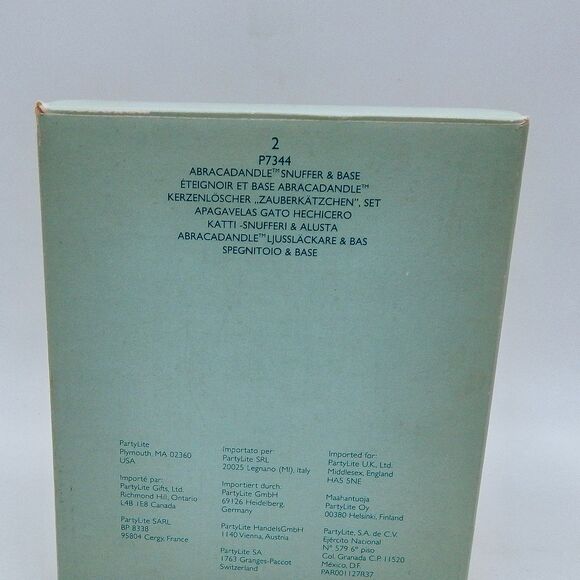 2
P7344
ABRACADANDLE™ SNUFFER & BASE
ÉTEIGNOIR ET BASE ABRACADANDLE™
KERZENLÖSCHER „ZAUBERKÄTZCHEN", SET
APAGAVELAS GATO HECHICERO
KATTI -SNUFFERI & ALUSTA
ABRACADANDLE™ LJUSSLÄCKARE & BAS
SPEGNITOIO & BASE
PartyLite
Plymouth, MA 02360
USA
Importé par:
PartyLite Gifts, Ltd.
Richmond Hill, Ontario
L4B 1E8 Canada
PartyLite SARL
BP 8338
95804 Cergy, France
Importato per:
PartyLite SRL
20025 Legnano (MI), Italy
Importiert durch:
PartyLite GmbH
69126 Heidelberg,
Germany
PartyLite HandelsGmbH
1140 Vienna, Austria
PartyLite SA
1763 Granges-Paccot
Switzerland
Imported for:
PartyLite U.K., Ltd.
Middlesex, England
HA5 5NE
Maahantuoja
PartyLite Oy
00380 Helsinki, Finland
PartyLite, S.A. de C.V.
Ejército Nacional
N° 579 6° piso
Col. Granada C.P. 11520
México, D.F.
PAR001127R37